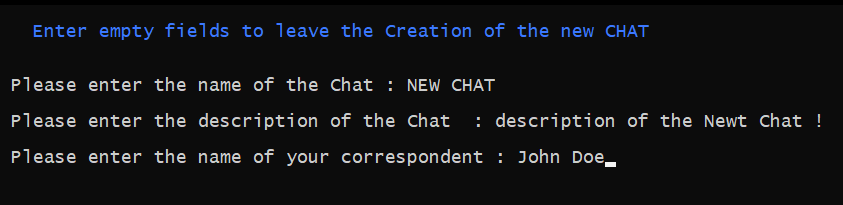 Enter empty fields to leave the Creation of the new CHAT
Please enter the name of the Chat : NEW CHAT
Please enter the description of the Chat  : description of the Newt Chat !
Please enter the name of your correspondent : John Doe